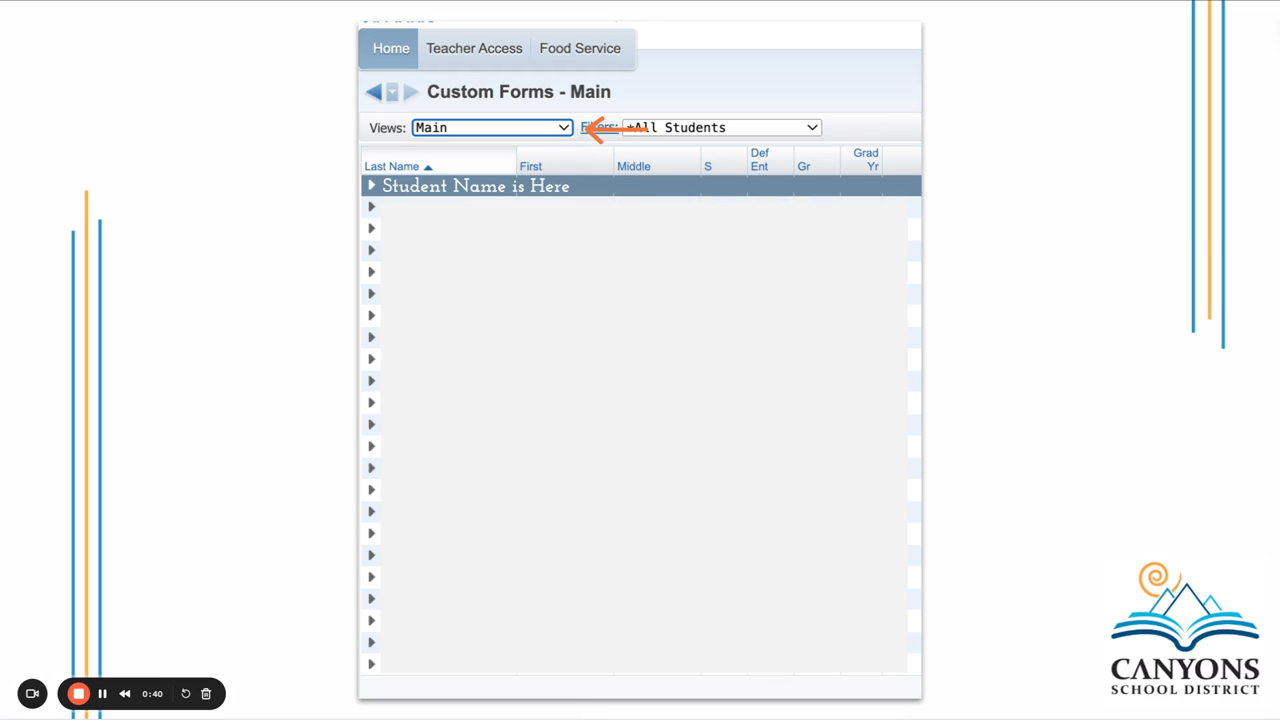 Home Teacher Access Food Service
Custom Forms - Main
Views: Main Filters: *All Students
Last Name First Middle S Def Ent Gr Grad Yr
Student Name is Here
0:40
CANYONS
SCHOOL DISTRICT